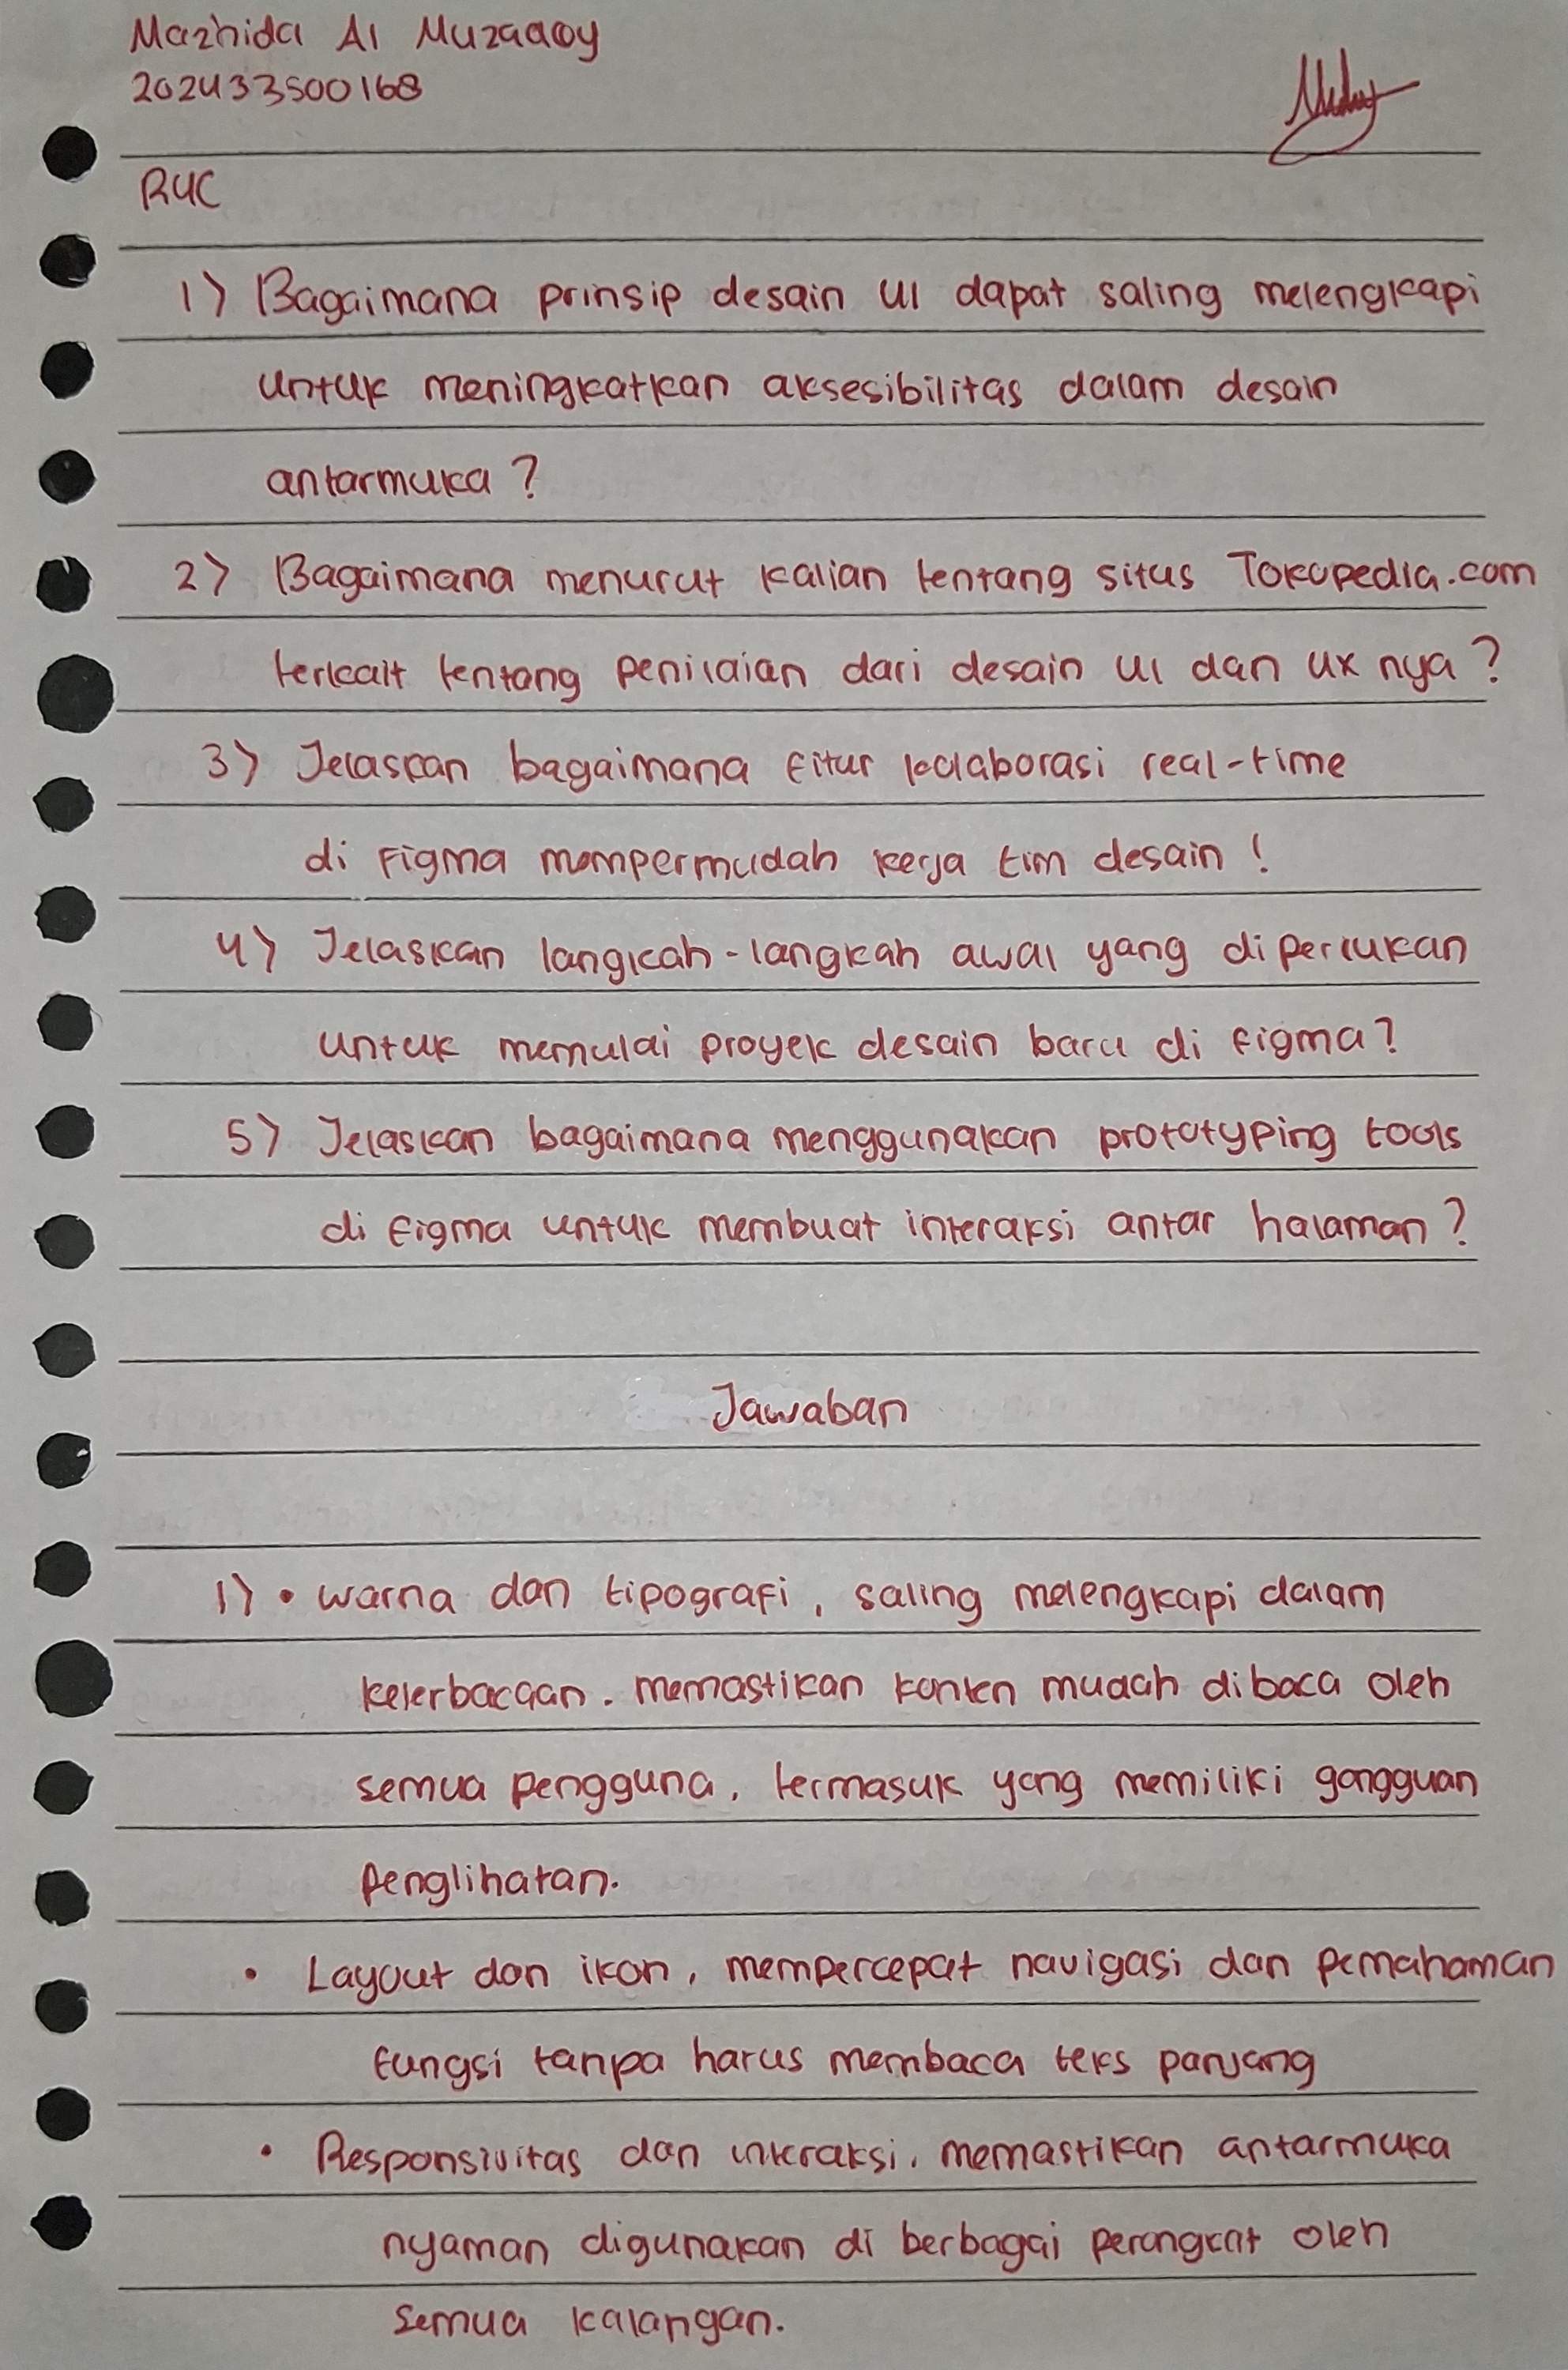 Mazhida Al Muzadoy
202433500168
R4C
1) Bagaimana prinsip desain UI dapat saling melengkapi
untuk meningkatkan aksesibilitas dalam desain
antarmuka ?
2) Bagaimana menurut kalian tentang situs Tokopedia.com
terkait tentang penilaian dari desain UI dan UX nya ?
3) Jelaskan bagaimana fitur kolaborasi real-time
di Figma mempermudah kerja tim desain !
4) Jelaskan langkah-langkah awal yang diperlukan
untuk memulai proyek desain baru di Figma?
5) Jelaskan bagaimana menggunakan prototyping tools
di Figma untuk membuat interaksi antar halaman ?
Jawaban
1) • warna dan tipografi, saling melengkapi dalam
keterbacaan. memastikan konten mudah dibaca oleh
semua pengguna, termasuk yang memiliki gangguan
Penglihatan.
• Layout dan ikon, mempercepat navigasi dan pemahaman
fungsi tanpa harus membaca teks panjang
• Responsivitas dan interaksi, memastikan antarmuka
nyaman digunakan di berbagai perangkat oleh
semua kalangan.